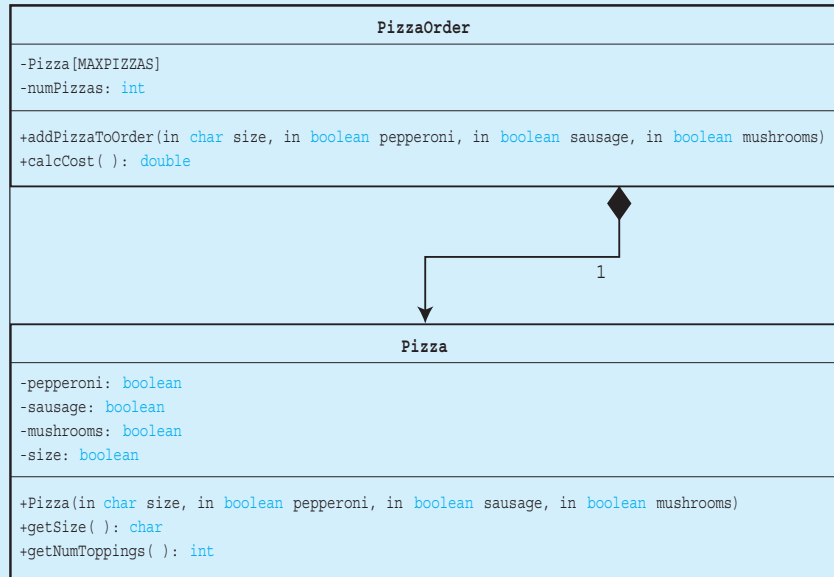 PizzaOrder
-Pizza[MAXPIZZAS]
-numPizzas: int
+addPizzaToOrder(in char size, in boolean pepperoni, in boolean sausage, in boolean mushrooms)
+calcCost( ): double
1
Pizza
-pepperoni: boolean
-sausage: boolean
-mushrooms: boolean
-size: boolean
+Pizza(in char size, in boolean pepperoni, in boolean sausage, in boolean mushrooms)
+getSize( ): char
+getNumToppings( ): int